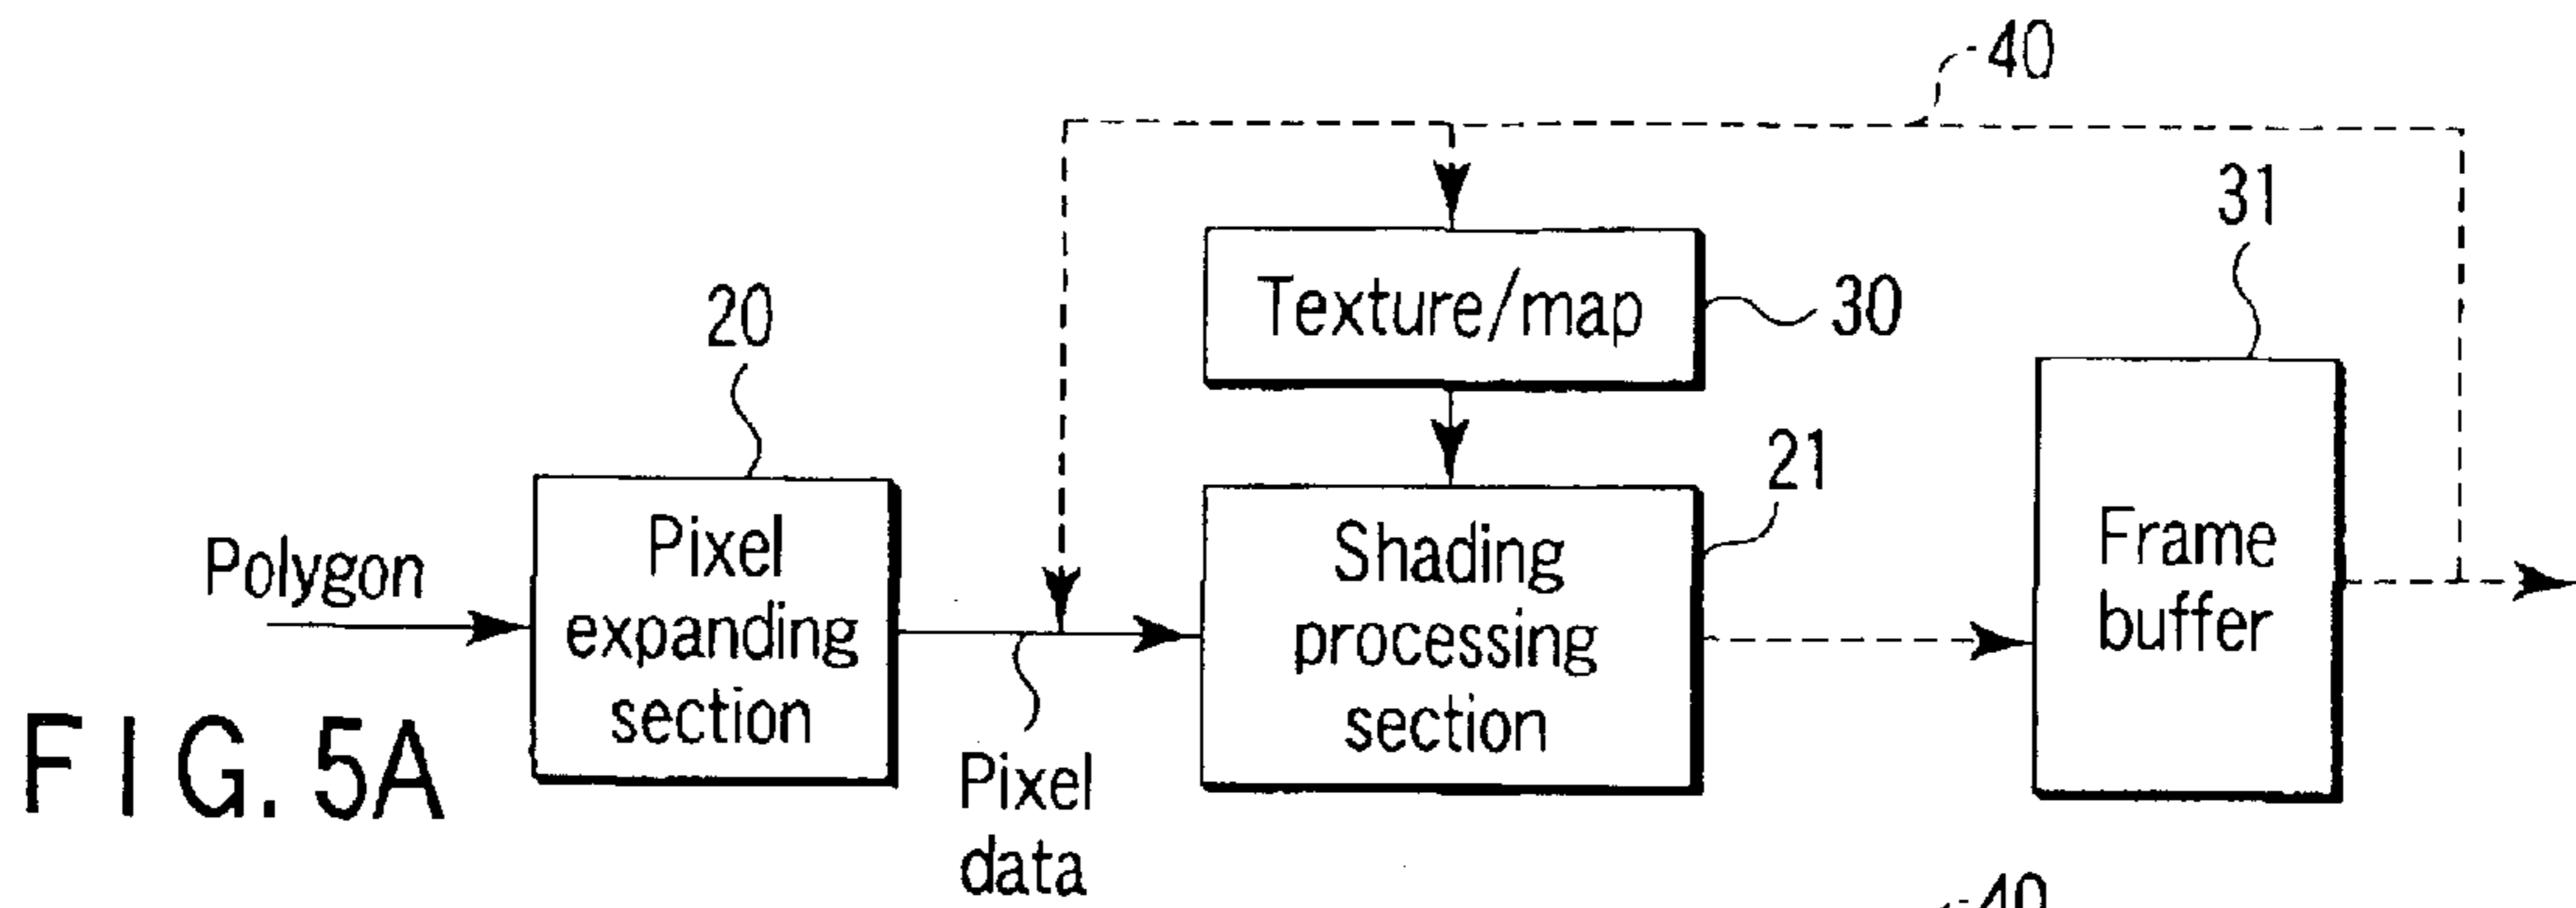 40
31
Texture/map
30
20
21
Polygon
Pixel
expanding
section
Shading
processing
section
Frame
buffer
Pixel
data
FIG. 5A
40